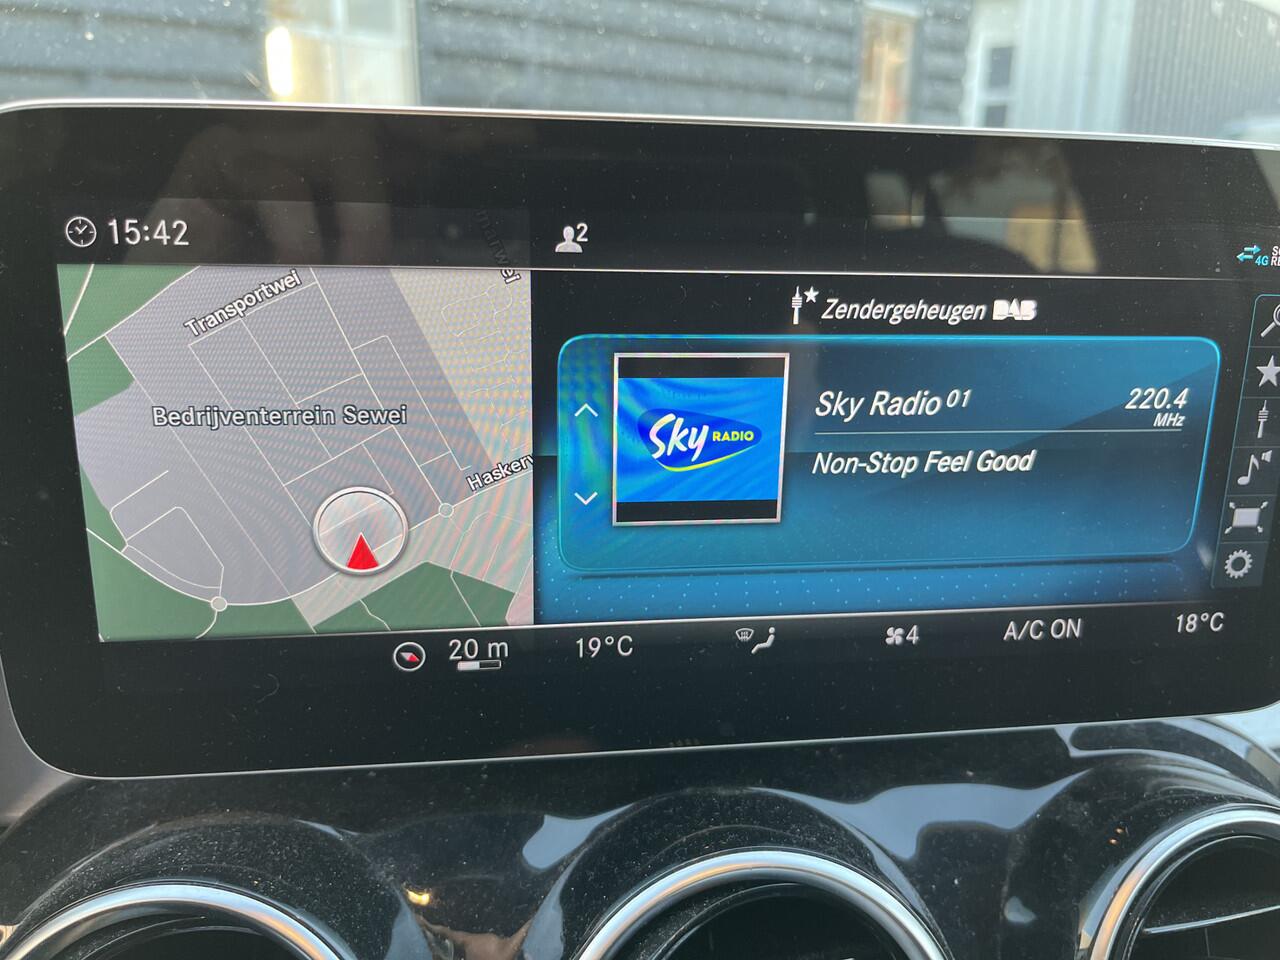 15:42
2
4G
Transportwei
Bedrijventerrein Sewei
Zendergeheugen DAB
Sky RADIO
Sky Radio 01
220.4
MHz
Non-Stop Feel Good
20 m
19°C
4
A/C ON
18°C